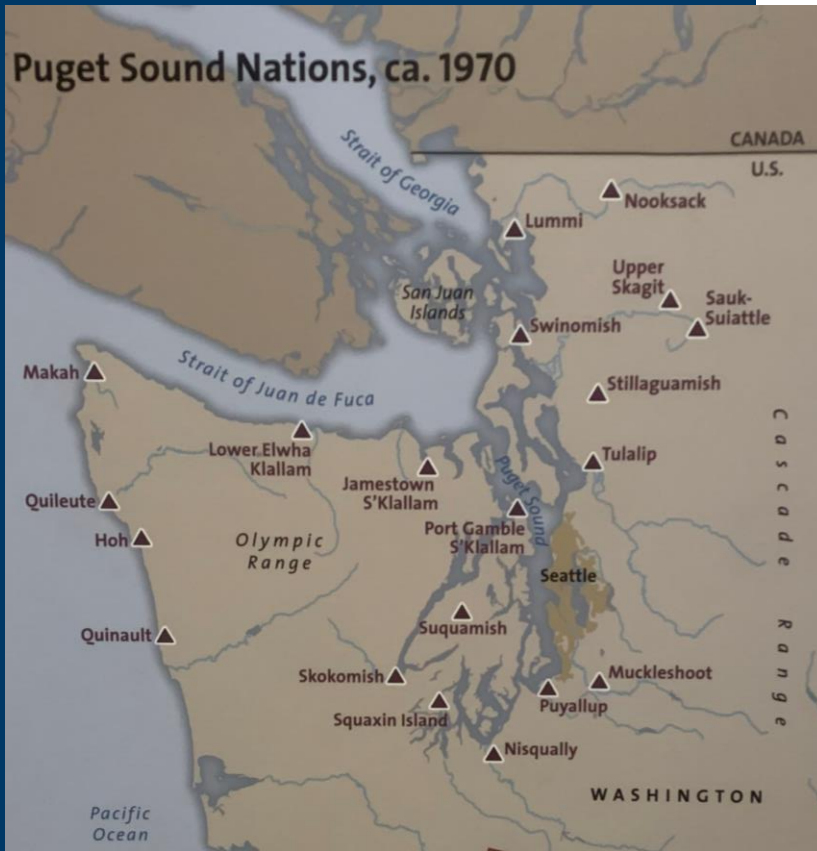 Puget Sound Nations, ca. 1970
CANADA
U.S.
Strait of Georgia
Nooksack
Lummi
Upper
Skagit
Sauk-
Suiattle
San Juan
Islands
Swinomish
Makah
Strait of Juan de Fuca
Stillaguamish
Lower Elwha
Klallam
Jamestown
S'Klallam
Puget Sound
Tulalip
Quileute
Hoh
Olympic
Range
Port Gamble
S'Klallam
Seattle
Cascade Range
Quinault
Suquamish
Skokomish
Squaxin Island
Muckleshoot
Puyallup
Nisqually
WASHINGTON
Pacific
Ocean